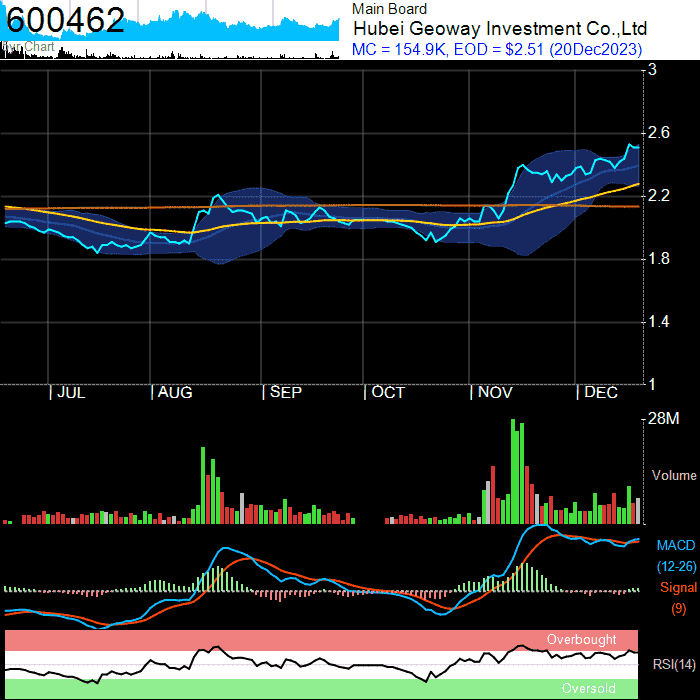 600462
5yr Chart
Main Board
Hubei Geoway Investment Co.,Ltd
MC = 154.9K, EOD = $2.51 (20Dec2023)
3
2.6
2.2
1.8
1.4
1
| JUL | AUG | SEP | OCT | NOV | DEC
28M
Volume
MACD
(12-26)
Signal
(9)
Overbought
RSI(14)
Oversold